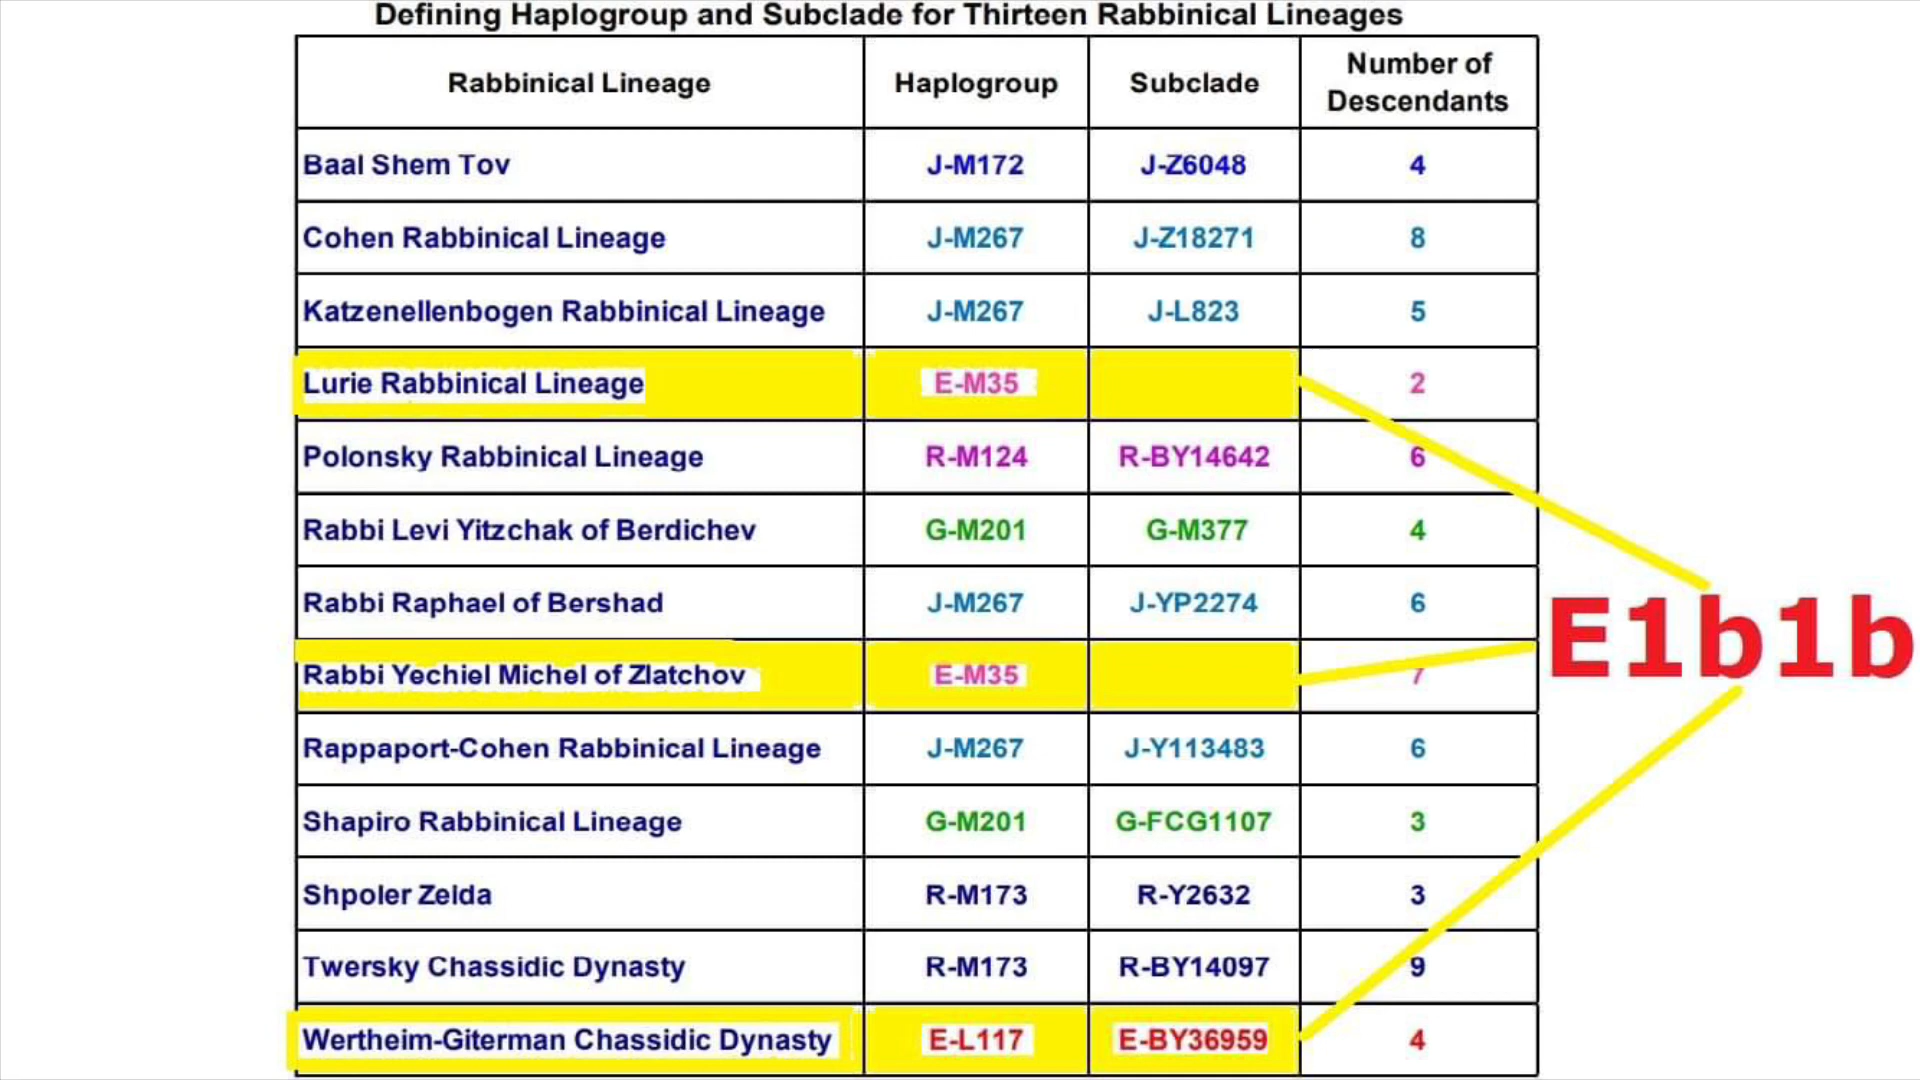 Defining Haplogroup and Subclade for Thirteen Rabbinical Lineages
Rabbinical Lineage Haplogroup Subclade Number of Descendants
Baal Shem Tov J-M172 J-Z6048 4
Cohen Rabbinical Lineage J-M267 J-Z18271 8
Katzenellenbogen Rabbinical Lineage J-M267 J-L823 5
Lurie Rabbinical Lineage E-M35 2
Polonsky Rabbinical Lineage R-M124 R-BY14642 6
Rabbi Levi Yitzchak of Berdichev G-M201 G-M377 4
Rabbi Raphael of Bershad J-M267 J-YP2274 6
Rabbi Yechiel Michel of Zlatchov E-M35 7
Rappaport-Cohen Rabbinical Lineage J-M267 J-Y113483 6
Shapiro Rabbinical Lineage G-M201 G-FCG1107 3
Shpoler Zeida R-M173 R-Y2632 3
Twersky Chassidic Dynasty R-M173 R-BY14097 9
Wertheim-Giterman Chassidic Dynasty E-L117 E-BY36959 4
E1b1b